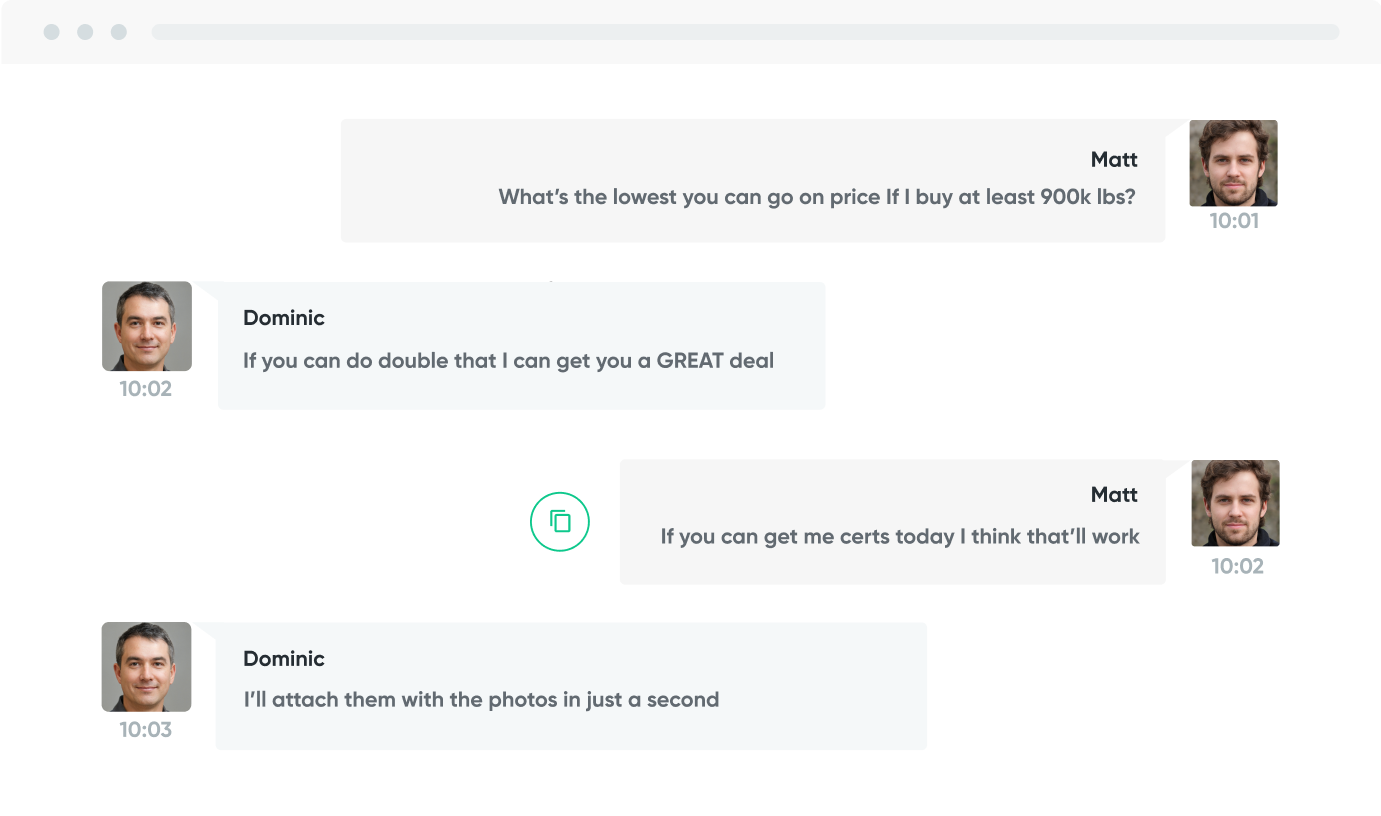 Matt
What’s the lowest you can go on price If I buy at least 900k lbs?
10:01
Dominic
If you can do double that I can get you a GREAT deal
10:02
Matt
If you can get me certs today I think that’ll work
10:02
Dominic
I’ll attach them with the photos in just a second
10:03